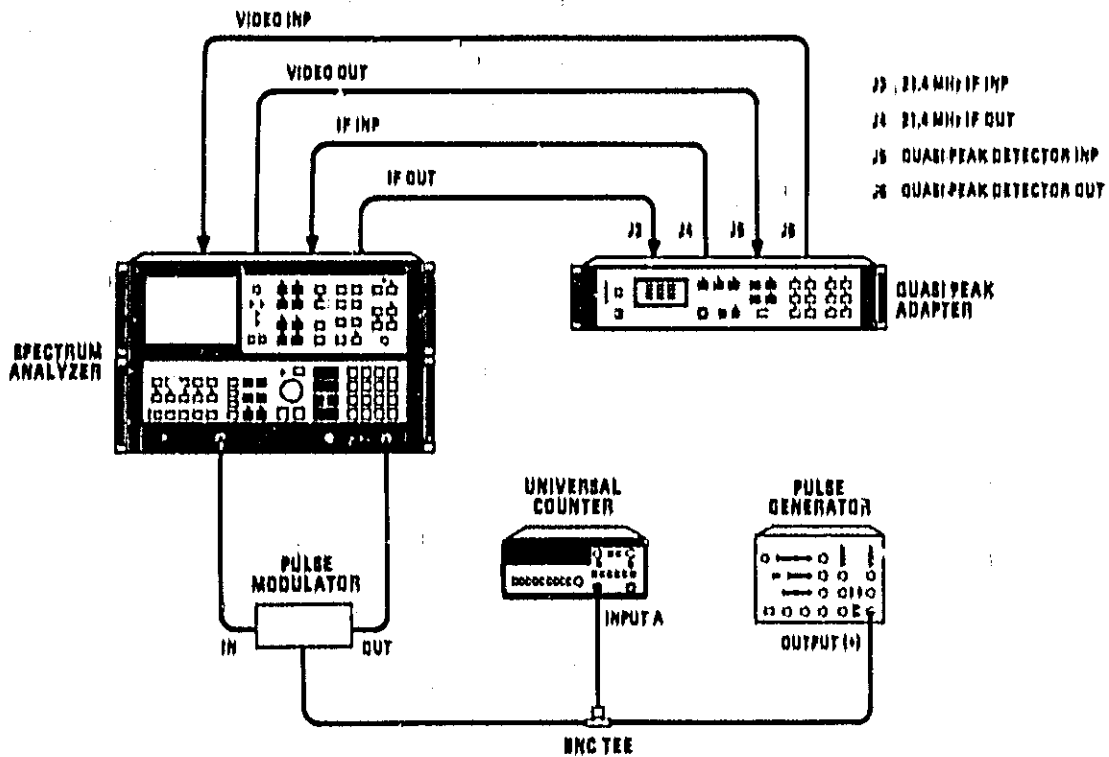 VIDEO INP
VIDEO OUT
IF INP
IF OUT
J3 J4 J5 J6
J3 , 21.4 MHz IF INP
J4 21.4 MHz IF OUT
J5 QUASI PEAK DETECTOR INP
J6 QUASI PEAK DETECTOR OUT
SPECTRUM
ANALYZER
QUASI PEAK
ADAPTER
UNIVERSAL
COUNTER
PULSE
GENERATOR
PULSE
MODULATOR
INPUT A
IN
OUT
OUTPUT (+)
BNC TEE